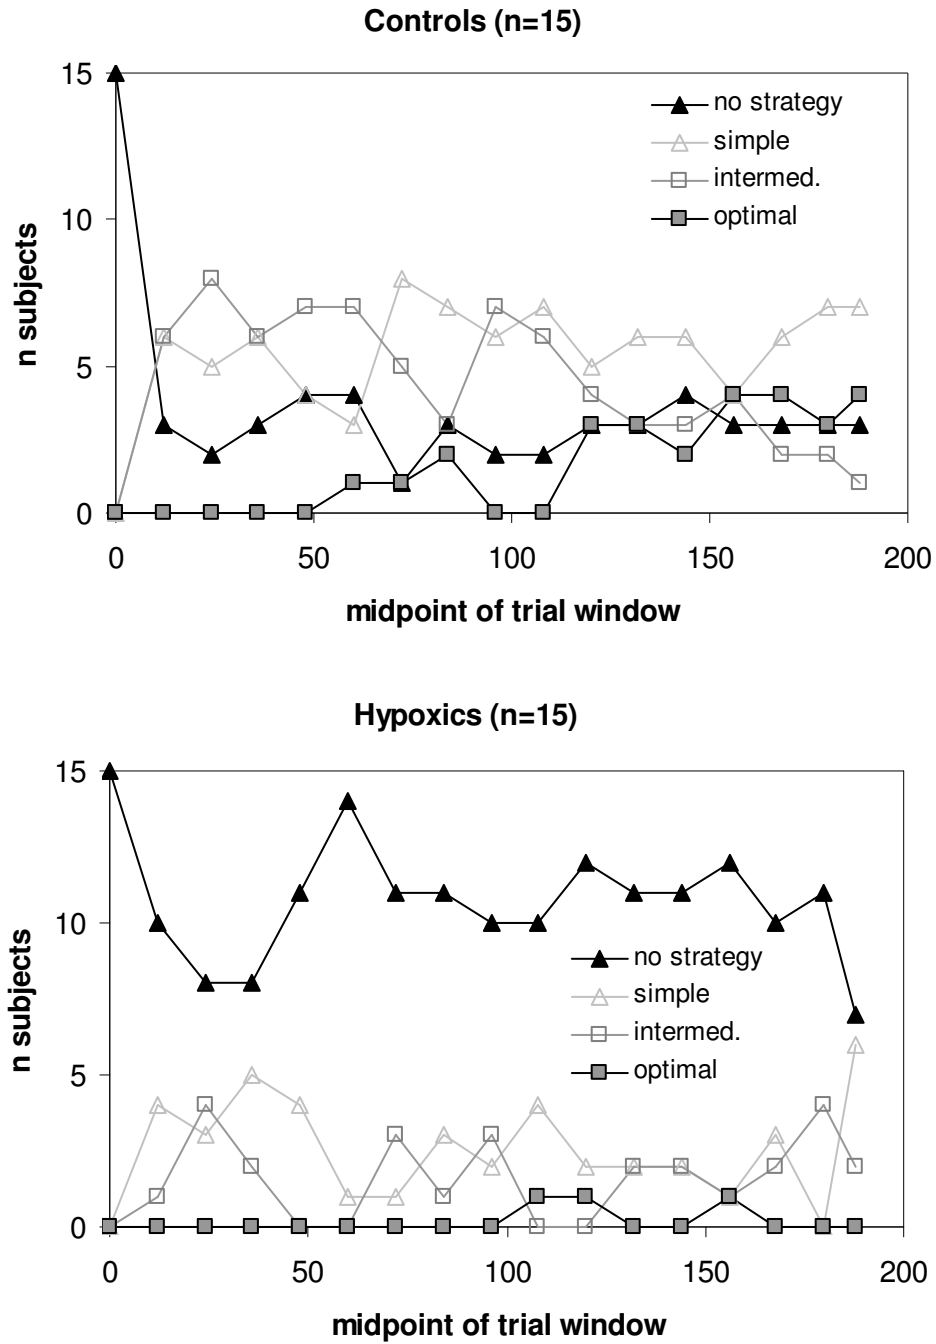 Controls (n=15)
15
no strategy
simple
intermed.
optimal
10
n subjects
5
0
0 50 100 150 200
midpoint of trial window
Hypoxics (n=15)
15
10
no strategy
simple
intermed.
optimal
n subjects
5
0
0 50 100 150 200
midpoint of trial window